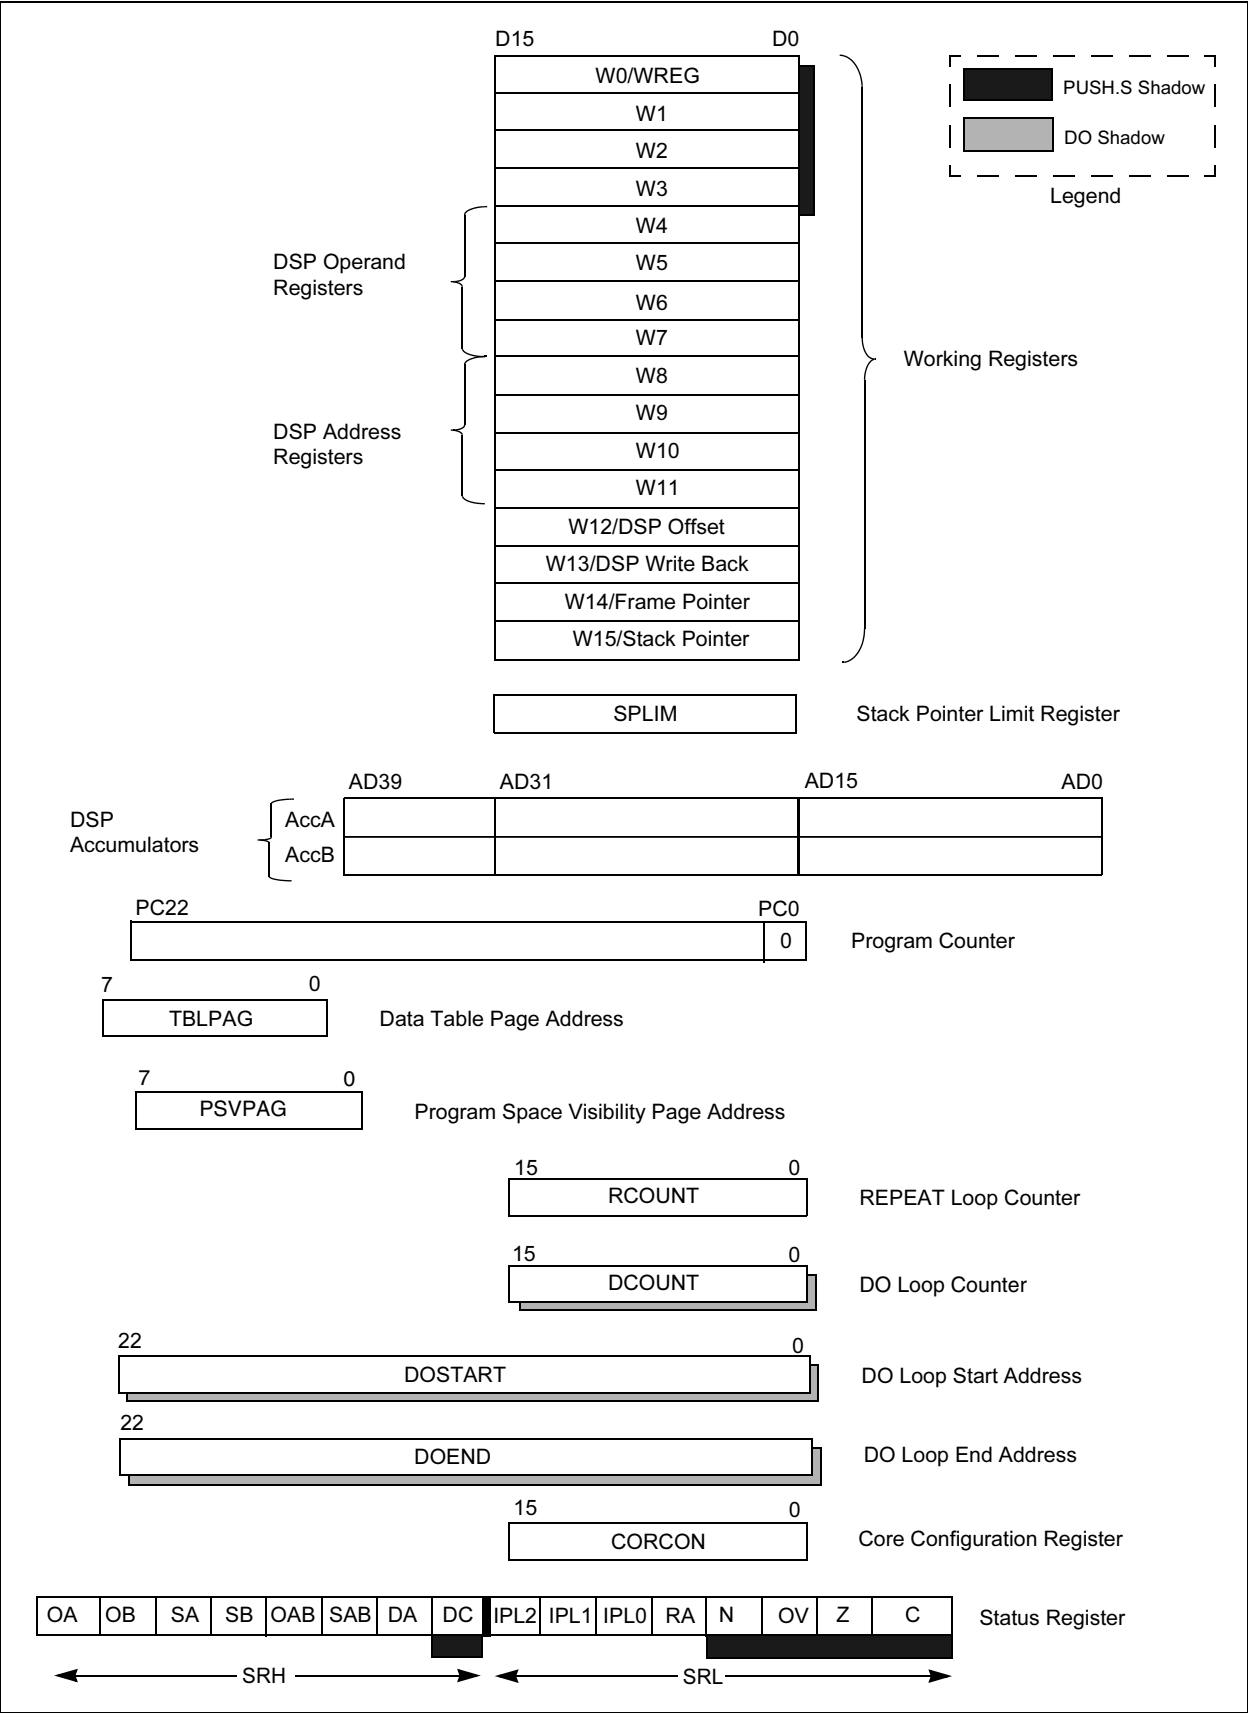 D15 D0
W0/WREG
PUSH.S Shadow
W1
DO Shadow
W2
W3
Legend
W4
DSP Operand
Registers
W5
W6
W7
Working Registers
W8
W9
DSP Address
Registers
W10
W11
W12/DSP Offset
W13/DSP Write Back
W14/Frame Pointer
W15/Stack Pointer
SPLIM Stack Pointer Limit Register
AD39 AD31 AD15 AD0
DSP
Accumulators
AccA
AccB
PC22 PC0
0 Program Counter
7 0
TBLPAG Data Table Page Address
7 0
PSVPAG Program Space Visibility Page Address
15 0
RCOUNT REPEAT Loop Counter
15 0
DCOUNT DO Loop Counter
22 0
DOSTART DO Loop Start Address
22
DOEND DO Loop End Address
15 0
CORCON Core Configuration Register
OA OB SA SB OAB SAB DA DC IPL2 IPL1 IPL0 RA N OV Z C Status Register
SRH SRL